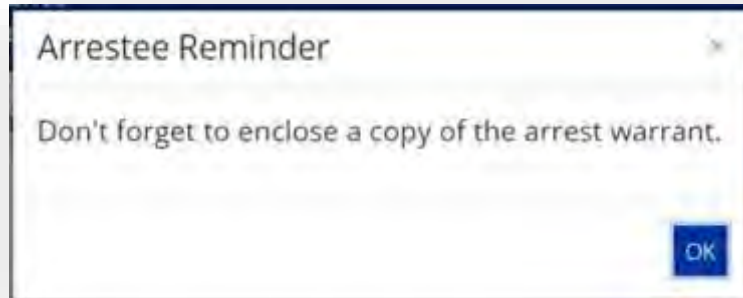 Arrestee Reminder
Don't forget to enclose a copy of the arrest warrant.
OK